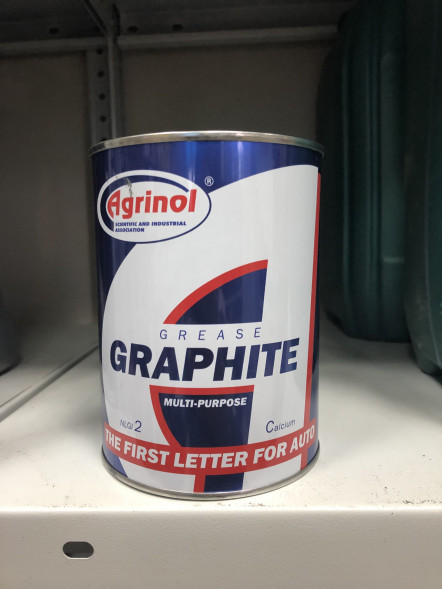 Agrinol ®
SCIENTIFIC AND INDUSTRIAL
ASSOCIATION
GREASE
GRAPHITE
MULTI-PURPOSE
NLGI 2 Calcium
THE FIRST LETTER FOR AUTO